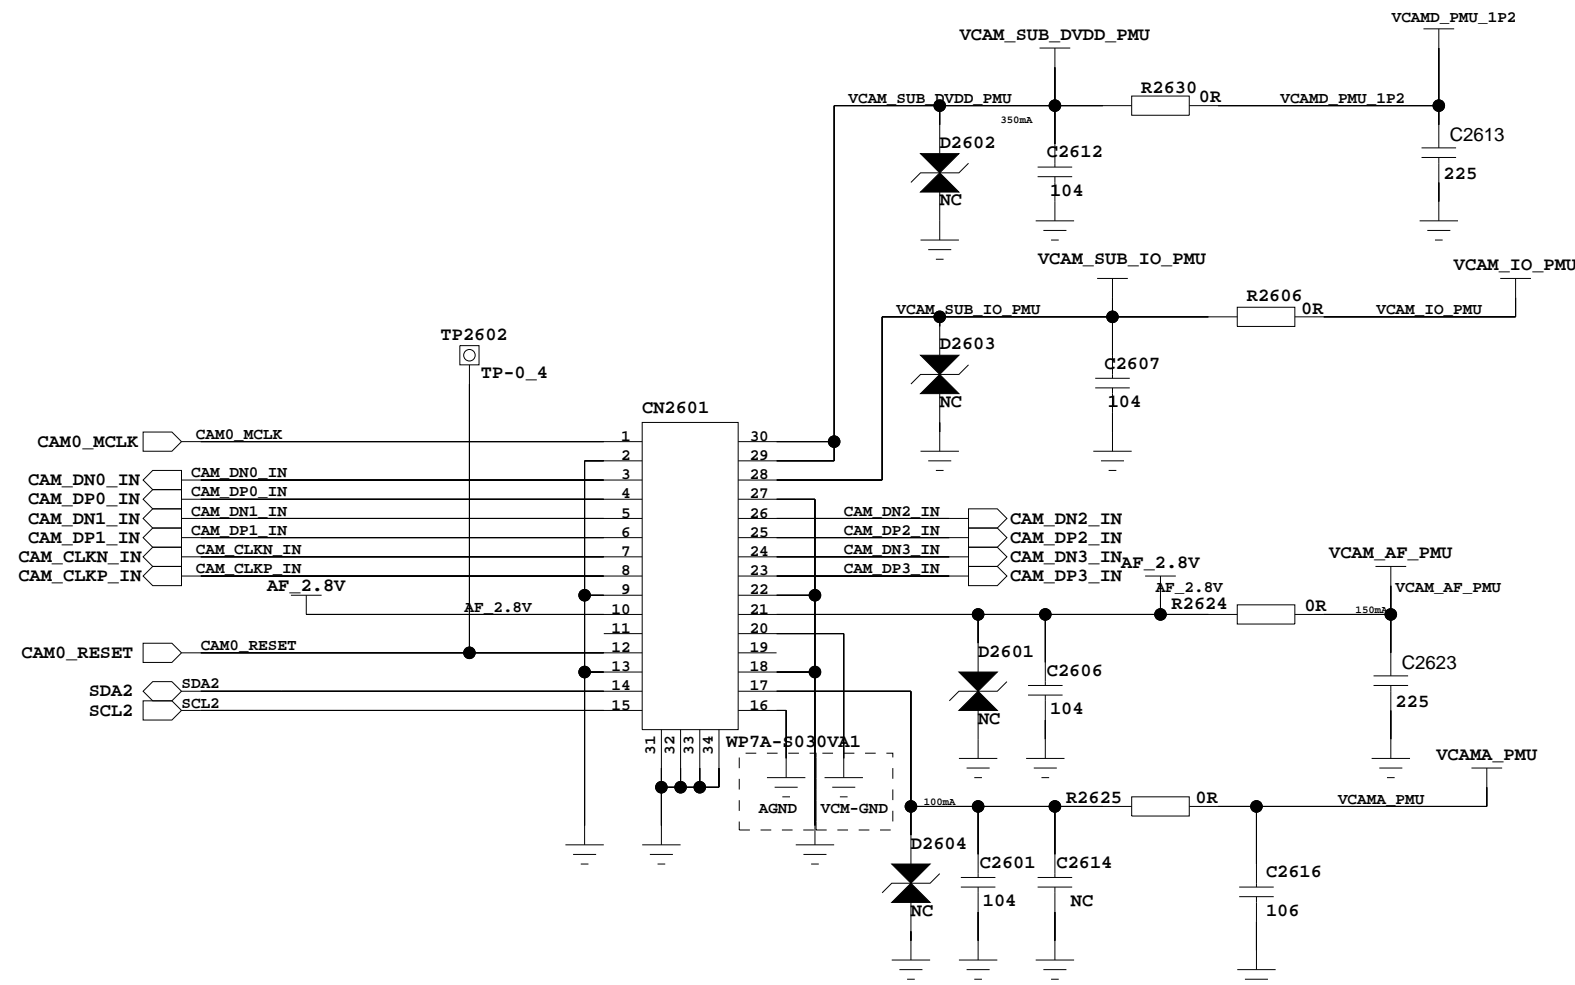 VCAMD_PMU_1P2
VCAM_SUB_DVDD_PMU
R2630
VCAM_SUB_DVDD_PMU
0R
VCAMD_PMU_1P2
350mA
C2613
D2602
C2612
225
104
NC
VCAM_SUB_IO_PMU
VCAM_IO_PMU
R2606
VCAM_SUB_IO_PMU
0R
VCAM_IO_PMU
TP2602
D2603
C2607
TP-0_4
NC
104
CN2601
CAM0_MCLK
CAM0_MCLK
1
30
2
29
CAM_DN0_IN
CAM_DN0_IN
3
28
CAM_DP0_IN
CAM_DP0_IN
4
27
CAM_DN1_IN
CAM_DN1_IN
5
26
CAM_DN2_IN
CAM_DN2_IN
CAM_DP1_IN
CAM_DP1_IN
6
25
CAM_DP2_IN
CAM_DP2_IN
CAM_CLKN_IN
CAM_CLKN_IN
7
24
CAM_DN3_IN
CAM_DN3_IN
VCAM_AF_PMU
CAM_CLKP_IN
CAM_CLKP_IN
8
23
CAM_DP3_IN
CAM_DP3_IN
AF_2.8V
AF_2.8V
9
22
AF_2.8V
VCAM_AF_PMU
AF_2.8V
10
21
R2624
0R
150mA
11
20
CAM0_RESET
CAM0_RESET
12
19
D2601
13
18
C2606
C2623
SDA2
SDA2
14
17
SCL2
SCL2
15
16
NC
104
225
31
32
33
34
WP7A-S030VA1
VCAMA_PMU
AGND
VCM-GND
100mA
R2625
0R
VCAMA_PMU
D2604
C2601
C2614
C2616
NC
104
NC
106